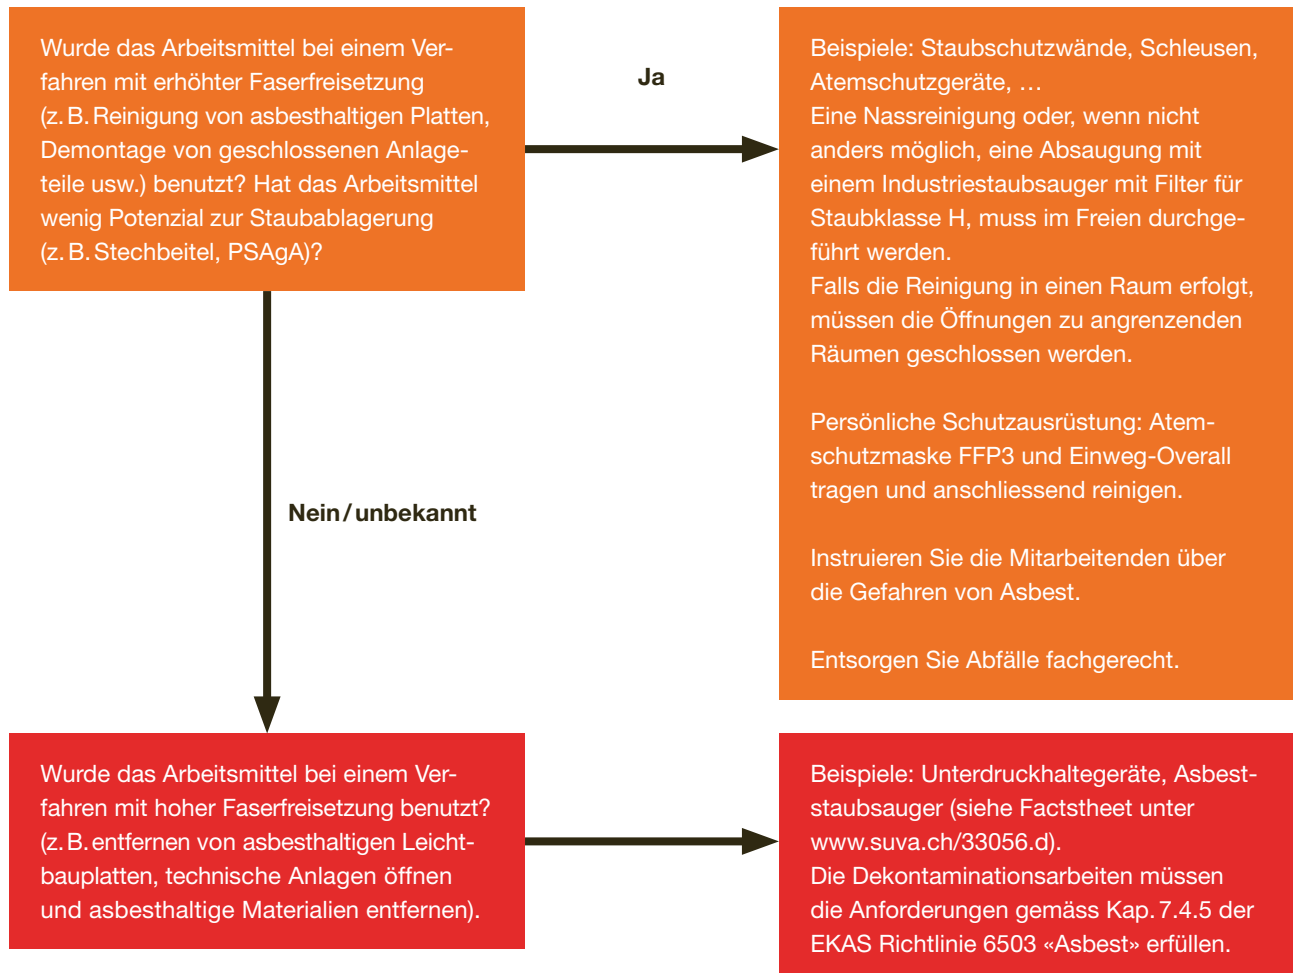 Wurde das Arbeitsmittel bei einem Ver-
fahren mit erhöhter Faserfreisetzung
(z. B. Reinigung von asbesthaltigen Platten,
Demontage von geschlossenen Anlage-
teile usw.) benutzt? Hat das Arbeitsmittel
wenig Potenzial zur Staubablagerung
(z. B. Stechbeitel, PSAgA)?
Ja
Beispiele: Staubschutzwände, Schleusen,
Atemschutzgeräte, …
Eine Nassreinigung oder, wenn nicht
anders möglich, eine Absaugung mit
einem Industriestaubsauger mit Filter für
Staubklasse H, muss im Freien durchge-
führt werden.
Falls die Reinigung in einen Raum erfolgt,
müssen die Öffnungen zu angrenzenden
Räumen geschlossen werden.
Persönliche Schutzausrüstung: Atem-
schutzmaske FFP3 und Einweg-Overall
tragen und anschliessend reinigen.
Instruieren Sie die Mitarbeitenden über
die Gefahren von Asbest.
Entsorgen Sie Abfälle fachgerecht.
Nein / unbekannt
Wurde das Arbeitsmittel bei einem Ver-
fahren mit hoher Faserfreisetzung benutzt?
(z. B. entfernen von asbesthaltigen Leicht-
bauplatten, technische Anlagen öffnen
und asbesthaltige Materialien entfernen).
Beispiele: Unterdruckhaltegeräte, Asbest-
staubsauger (siehe Factstheet unter
www.suva.ch/33056.d).
Die Dekontaminationsarbeiten müssen
die Anforderungen gemäss Kap. 7.4.5 der
EKAS Richtlinie 6503 «Asbest» erfüllen.